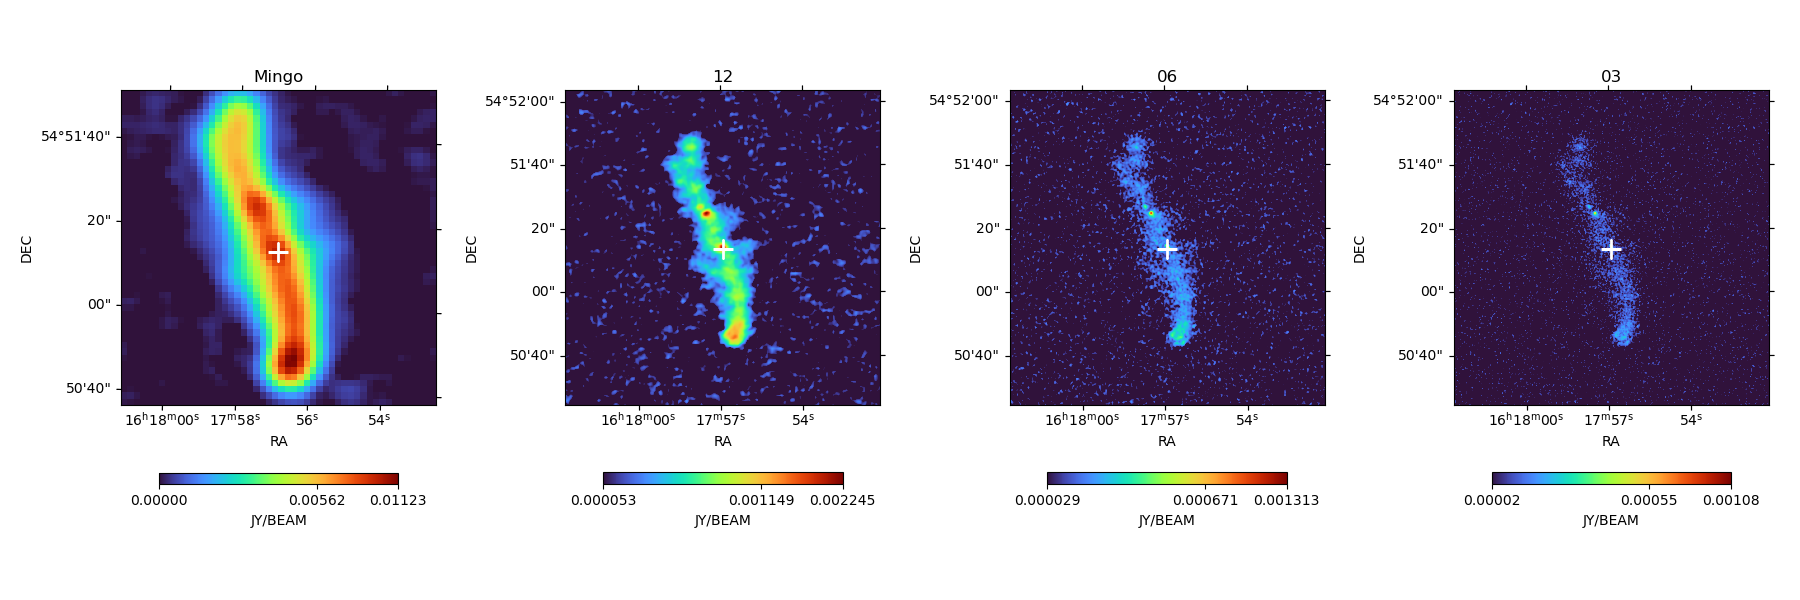 Mingo
12
06
03
DEC
54°51'40"
20"
00"
50'40"
16h18m00s
17m58s
56s
54s
RA
0.00000
0.00562
0.01123
JY/BEAM
DEC
54°52'00"
51'40"
20"
00"
50'40"
16h18m00s
17m57s
54s
RA
0.000053
0.001149
0.002245
JY/BEAM
DEC
54°52'00"
51'40"
20"
00"
50'40"
16h18m00s
17m57s
54s
RA
0.000029
0.000671
0.001313
JY/BEAM
54°52'00"
51'40"
20"
00"
50'40"
16h18m00s
17m57s
54s
RA
0.00002
0.00055
0.00108
JY/BEAM